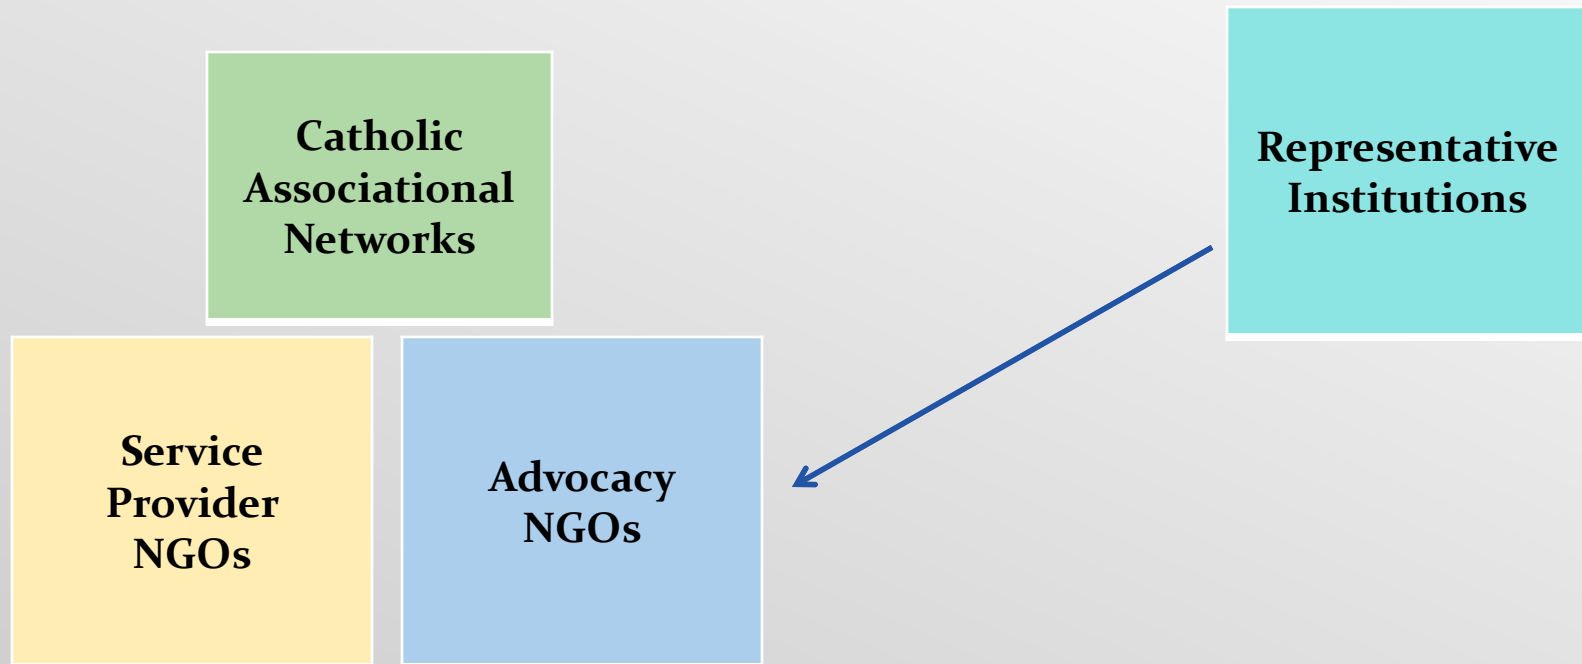 Catholic
Associational
Networks
Representative
Institutions
Service
Provider
NGOs
Advocacy
NGOs